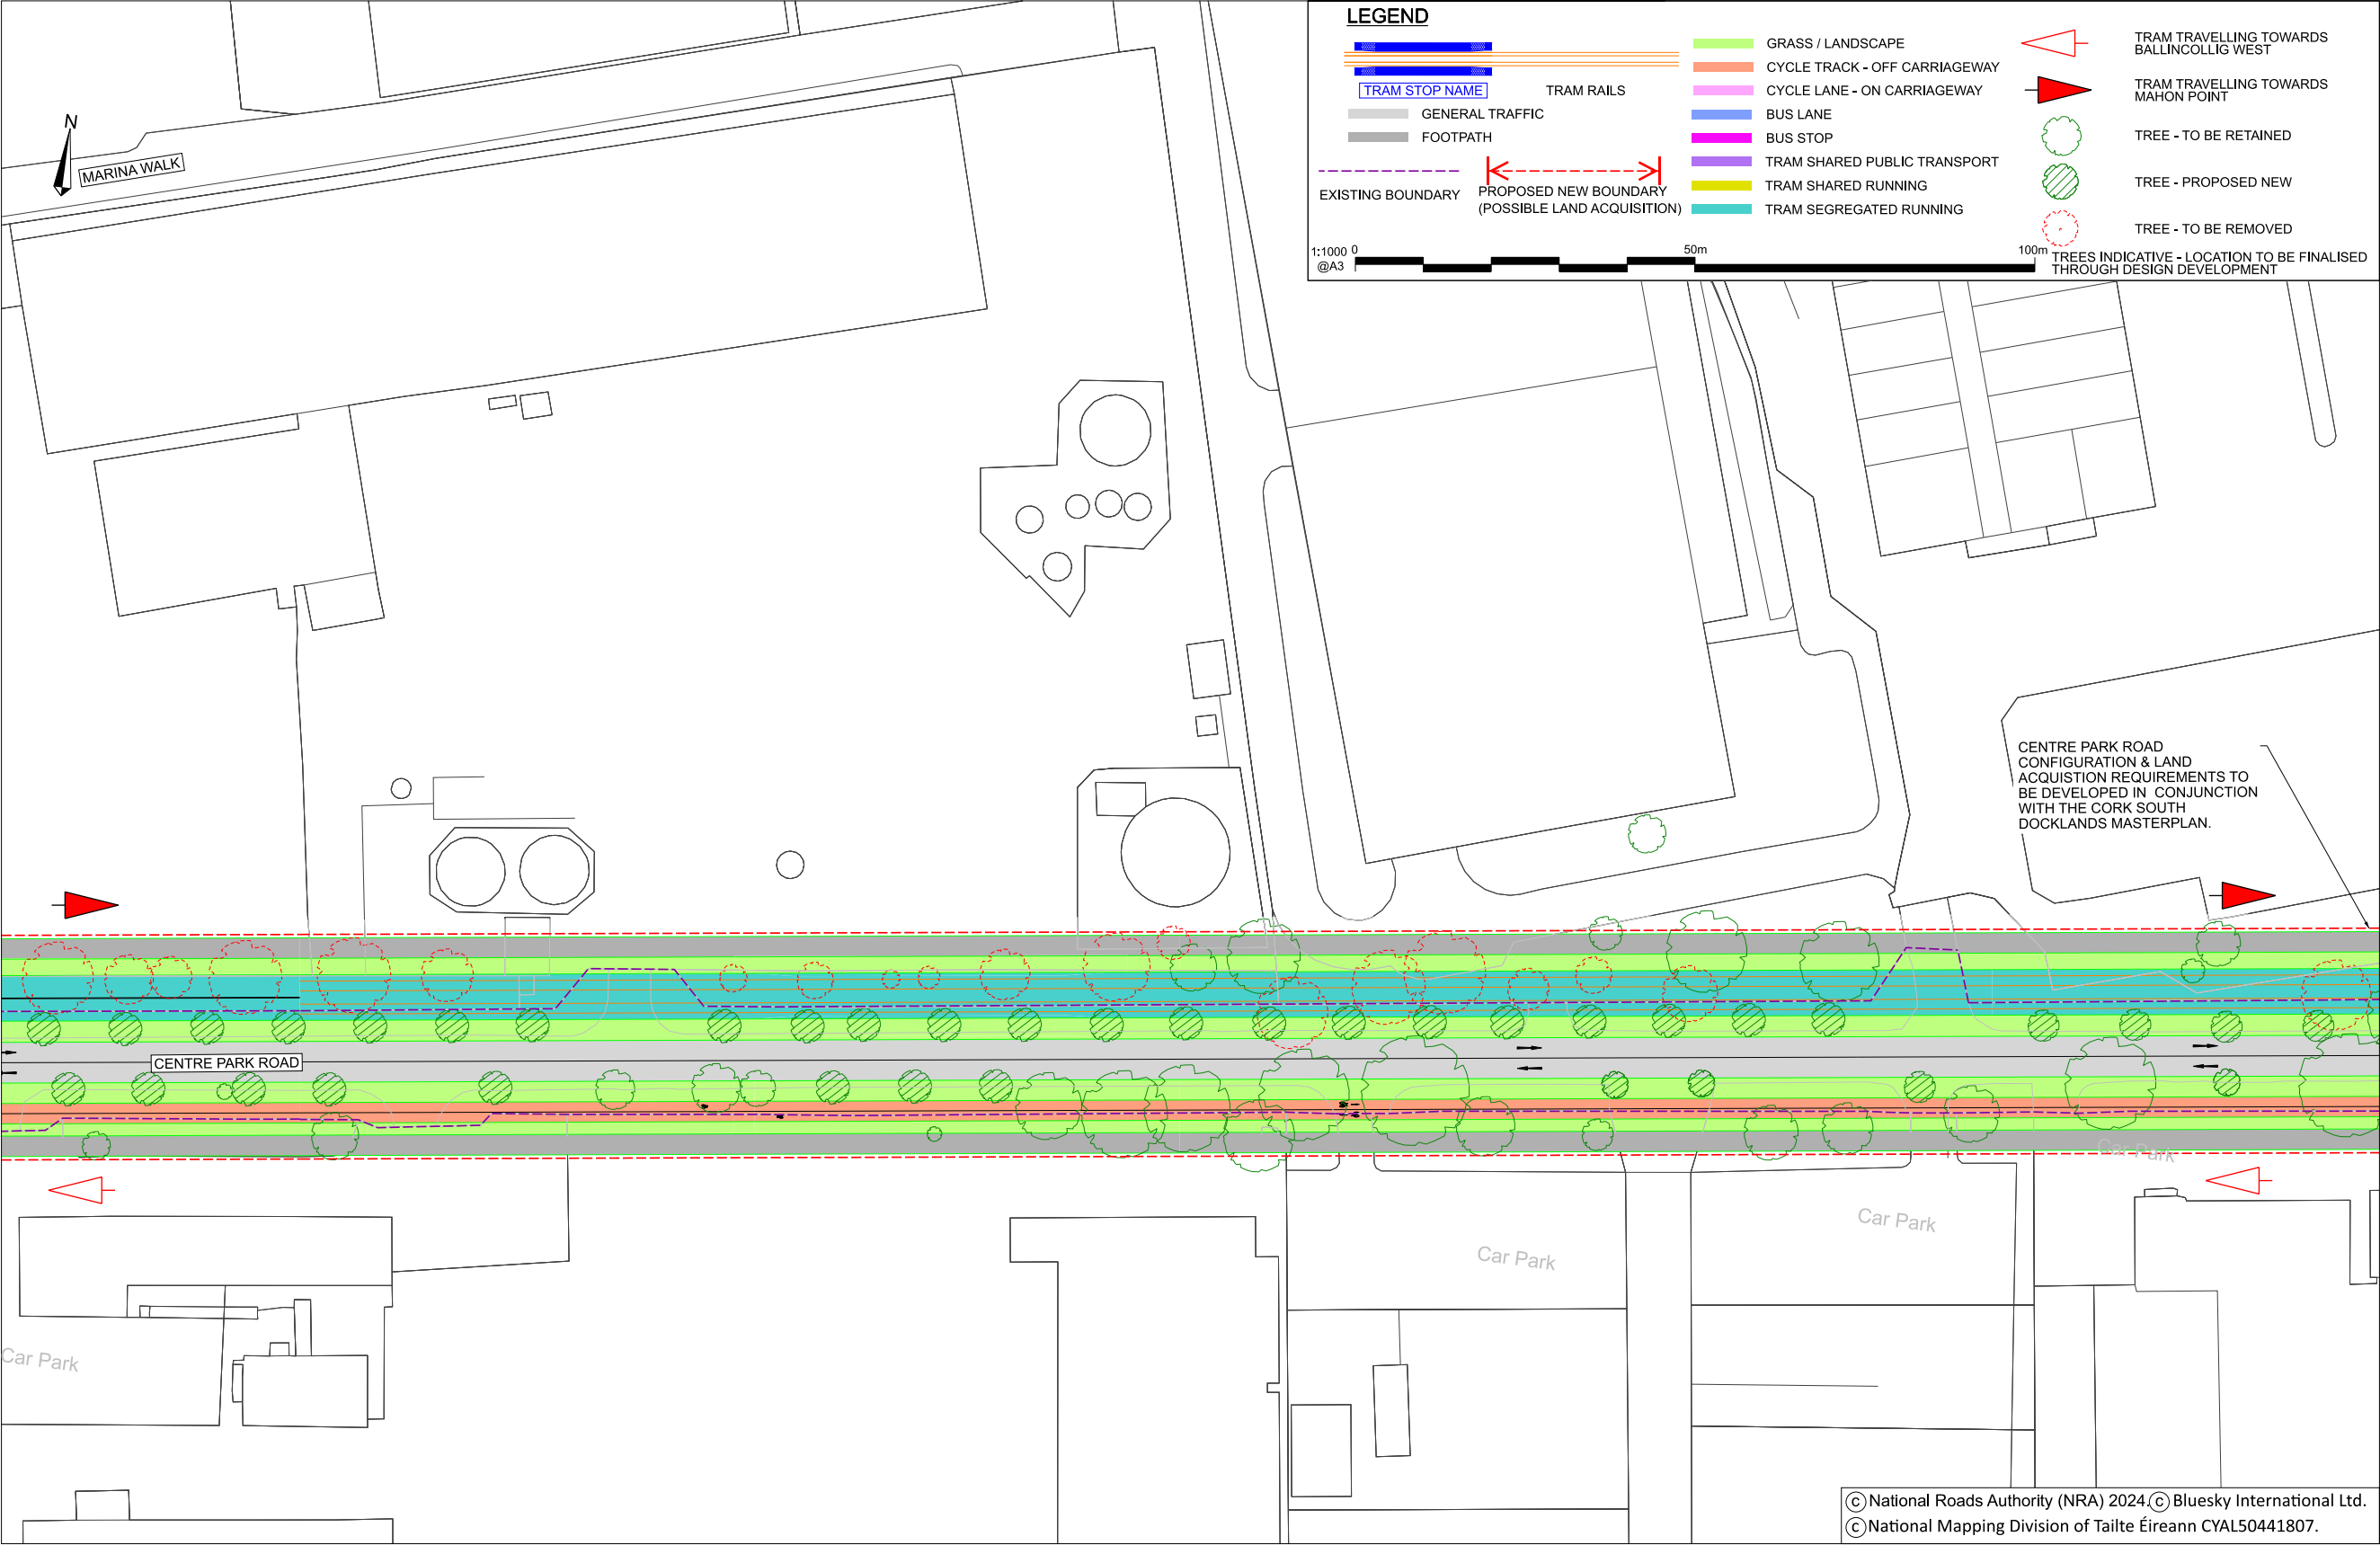 LEGEND
TRAM STOP NAME
TRAM RAILS
GENERAL TRAFFIC
FOOTPATH
EXISTING BOUNDARY
PROPOSED NEW BOUNDARY
(POSSIBLE LAND ACQUISITION)
GRASS / LANDSCAPE
CYCLE TRACK - OFF CARRIAGEWAY
CYCLE LANE - ON CARRIAGEWAY
BUS LANE
BUS STOP
TRAM SHARED PUBLIC TRANSPORT
TRAM SHARED RUNNING
TRAM SEGREGATED RUNNING
TRAM TRAVELLING TOWARDS
BALLINCOLLIG WEST
TRAM TRAVELLING TOWARDS
MAHON POINT
TREE - TO BE RETAINED
TREE - PROPOSED NEW
TREE - TO BE REMOVED
TREES INDICATIVE - LOCATION TO BE FINALISED
THROUGH DESIGN DEVELOPMENT
1:1000
@A3
0
50m
100m
N
MARINA WALK
CENTRE PARK ROAD
CONFIGURATION & LAND
ACQUISTION REQUIREMENTS TO
BE DEVELOPED IN CONJUNCTION
WITH THE CORK SOUTH
DOCKLANDS MASTERPLAN.
CENTRE PARK ROAD
Car Park
Car Park
Car Park
Car Park
© National Roads Authority (NRA) 2024. © Bluesky International Ltd.
© National Mapping Division of Tailte Éireann CYAL50441807.